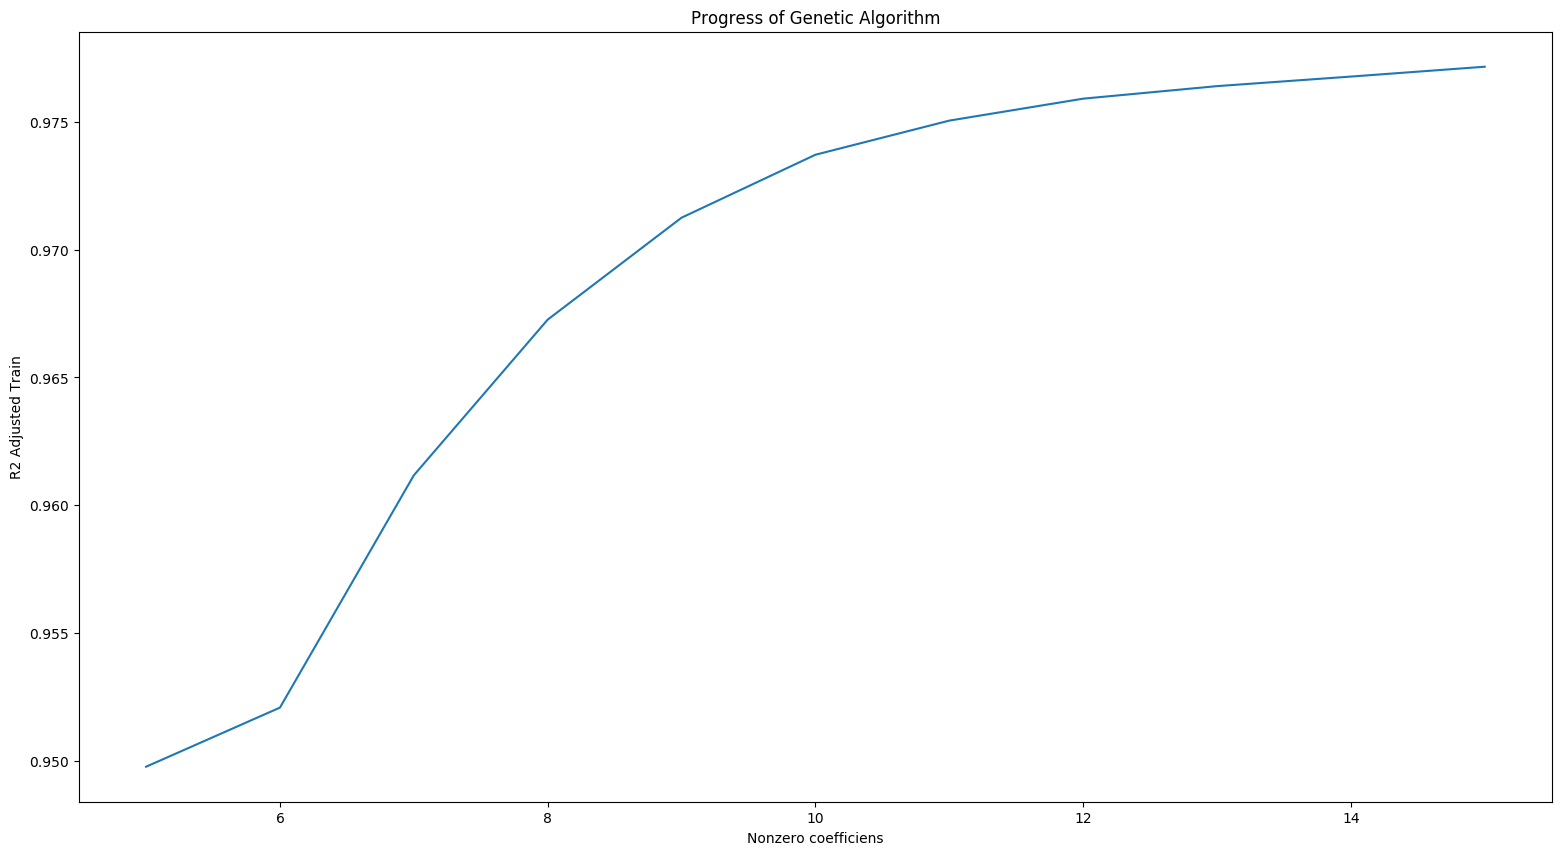 Progress of Genetic Algorithm
0.975
0.970
0.965
0.960
0.955
0.950
R2 Adjusted Train
6 8 10 12 14
Nonzero coefficiens